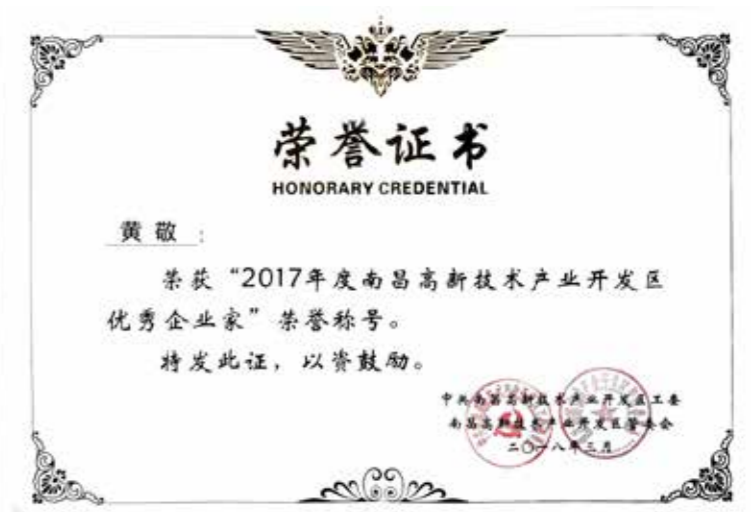 荣誉证书
HONORARY CREDENTIAL
黄敬：
荣获“2017年度南昌高新技术产业开发区
优秀企业家”荣誉称号。
特发此证，以资鼓励。
中共南昌高新技术产业开发区工委
南昌高新技术产业开发区管委会
二〇一八年三月